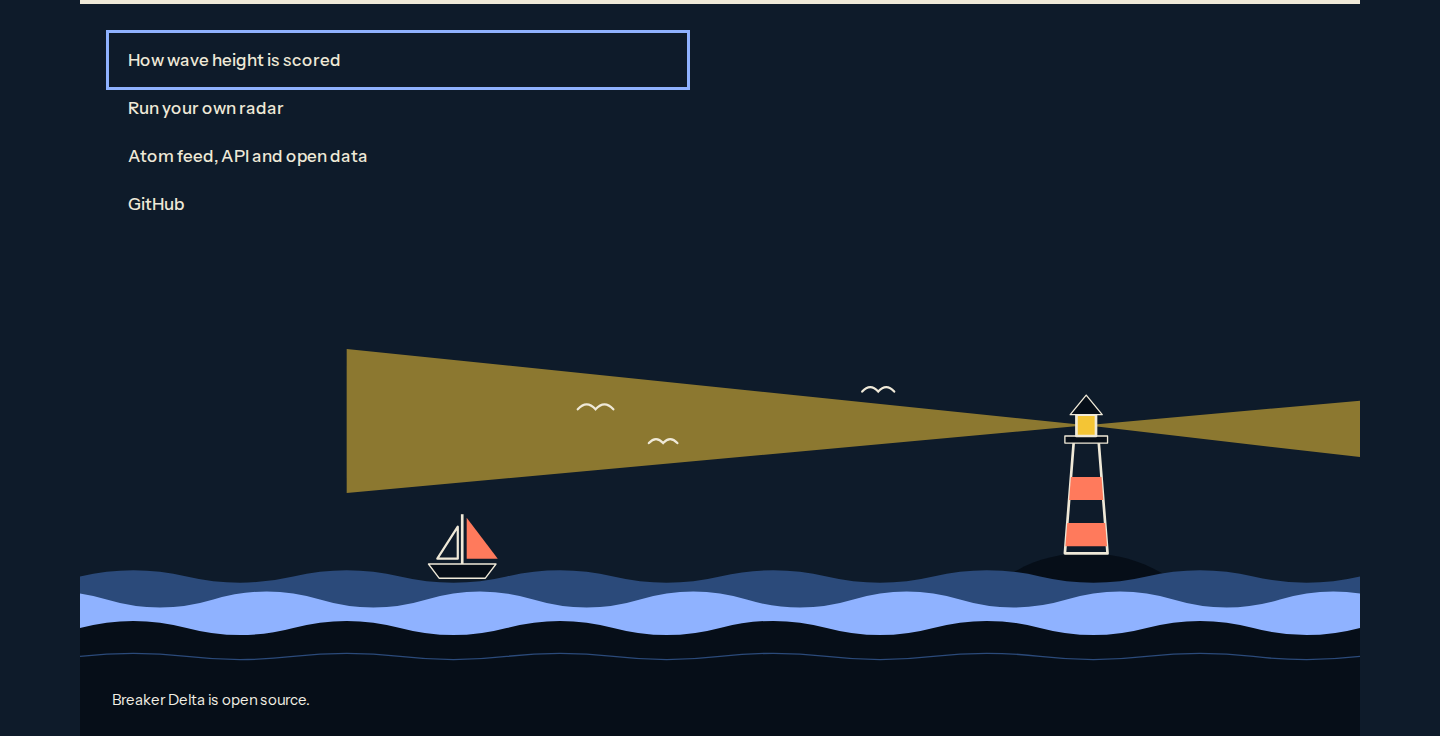 How wave height is scored
Run your own radar
Atom feed, API and open data
GitHub
Breaker Delta is open source.